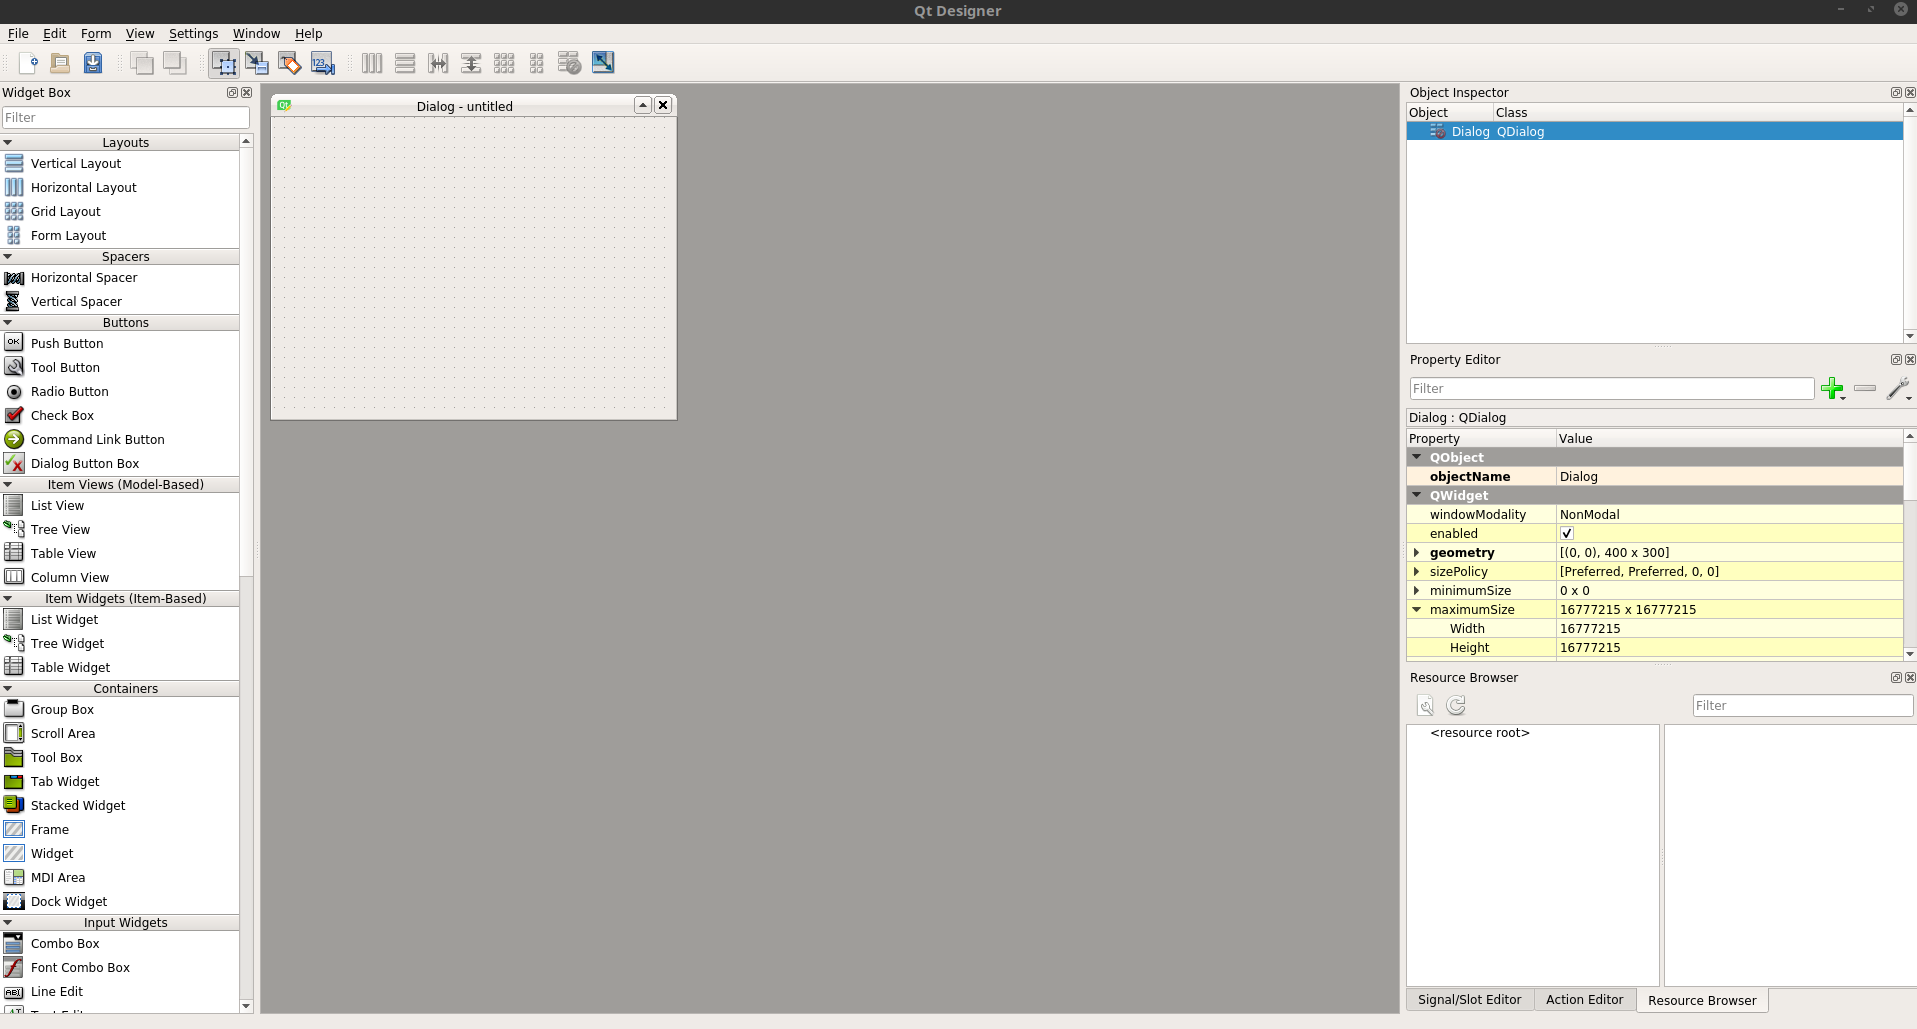 Qt Designer
File Edit Form View Settings Window Help
Widget Box
Filter
Layouts
Vertical Layout
Horizontal Layout
Grid Layout
Form Layout
Spacers
Horizontal Spacer
Vertical Spacer
Buttons
OK Push Button
Tool Button
Radio Button
Check Box
Command Link Button
Dialog Button Box
Item Views (Model-Based)
List View
Tree View
Table View
Column View
Item Widgets (Item-Based)
List Widget
Tree Widget
Table Widget
Containers
Group Box
Scroll Area
Tool Box
Tab Widget
Stacked Widget
Frame
Widget
MDI Area
Dock Widget
Input Widgets
Combo Box
Font Combo Box
Line Edit
Qt Dialog - untitled
Object Inspector
Object Class
Dialog QDialog
Property Editor
Filter
Dialog : QDialog
Property Value
QObject
objectName Dialog
QWidget
windowModality NonModal
enabled
geometry [(0, 0), 400 x 300]
sizePolicy [Preferred, Preferred, 0, 0]
minimumSize 0 x 0
maximumSize 16777215 x 16777215
Width 16777215
Height 16777215
Resource Browser
Filter
<resource root>
Signal/Slot Editor Action Editor Resource Browser